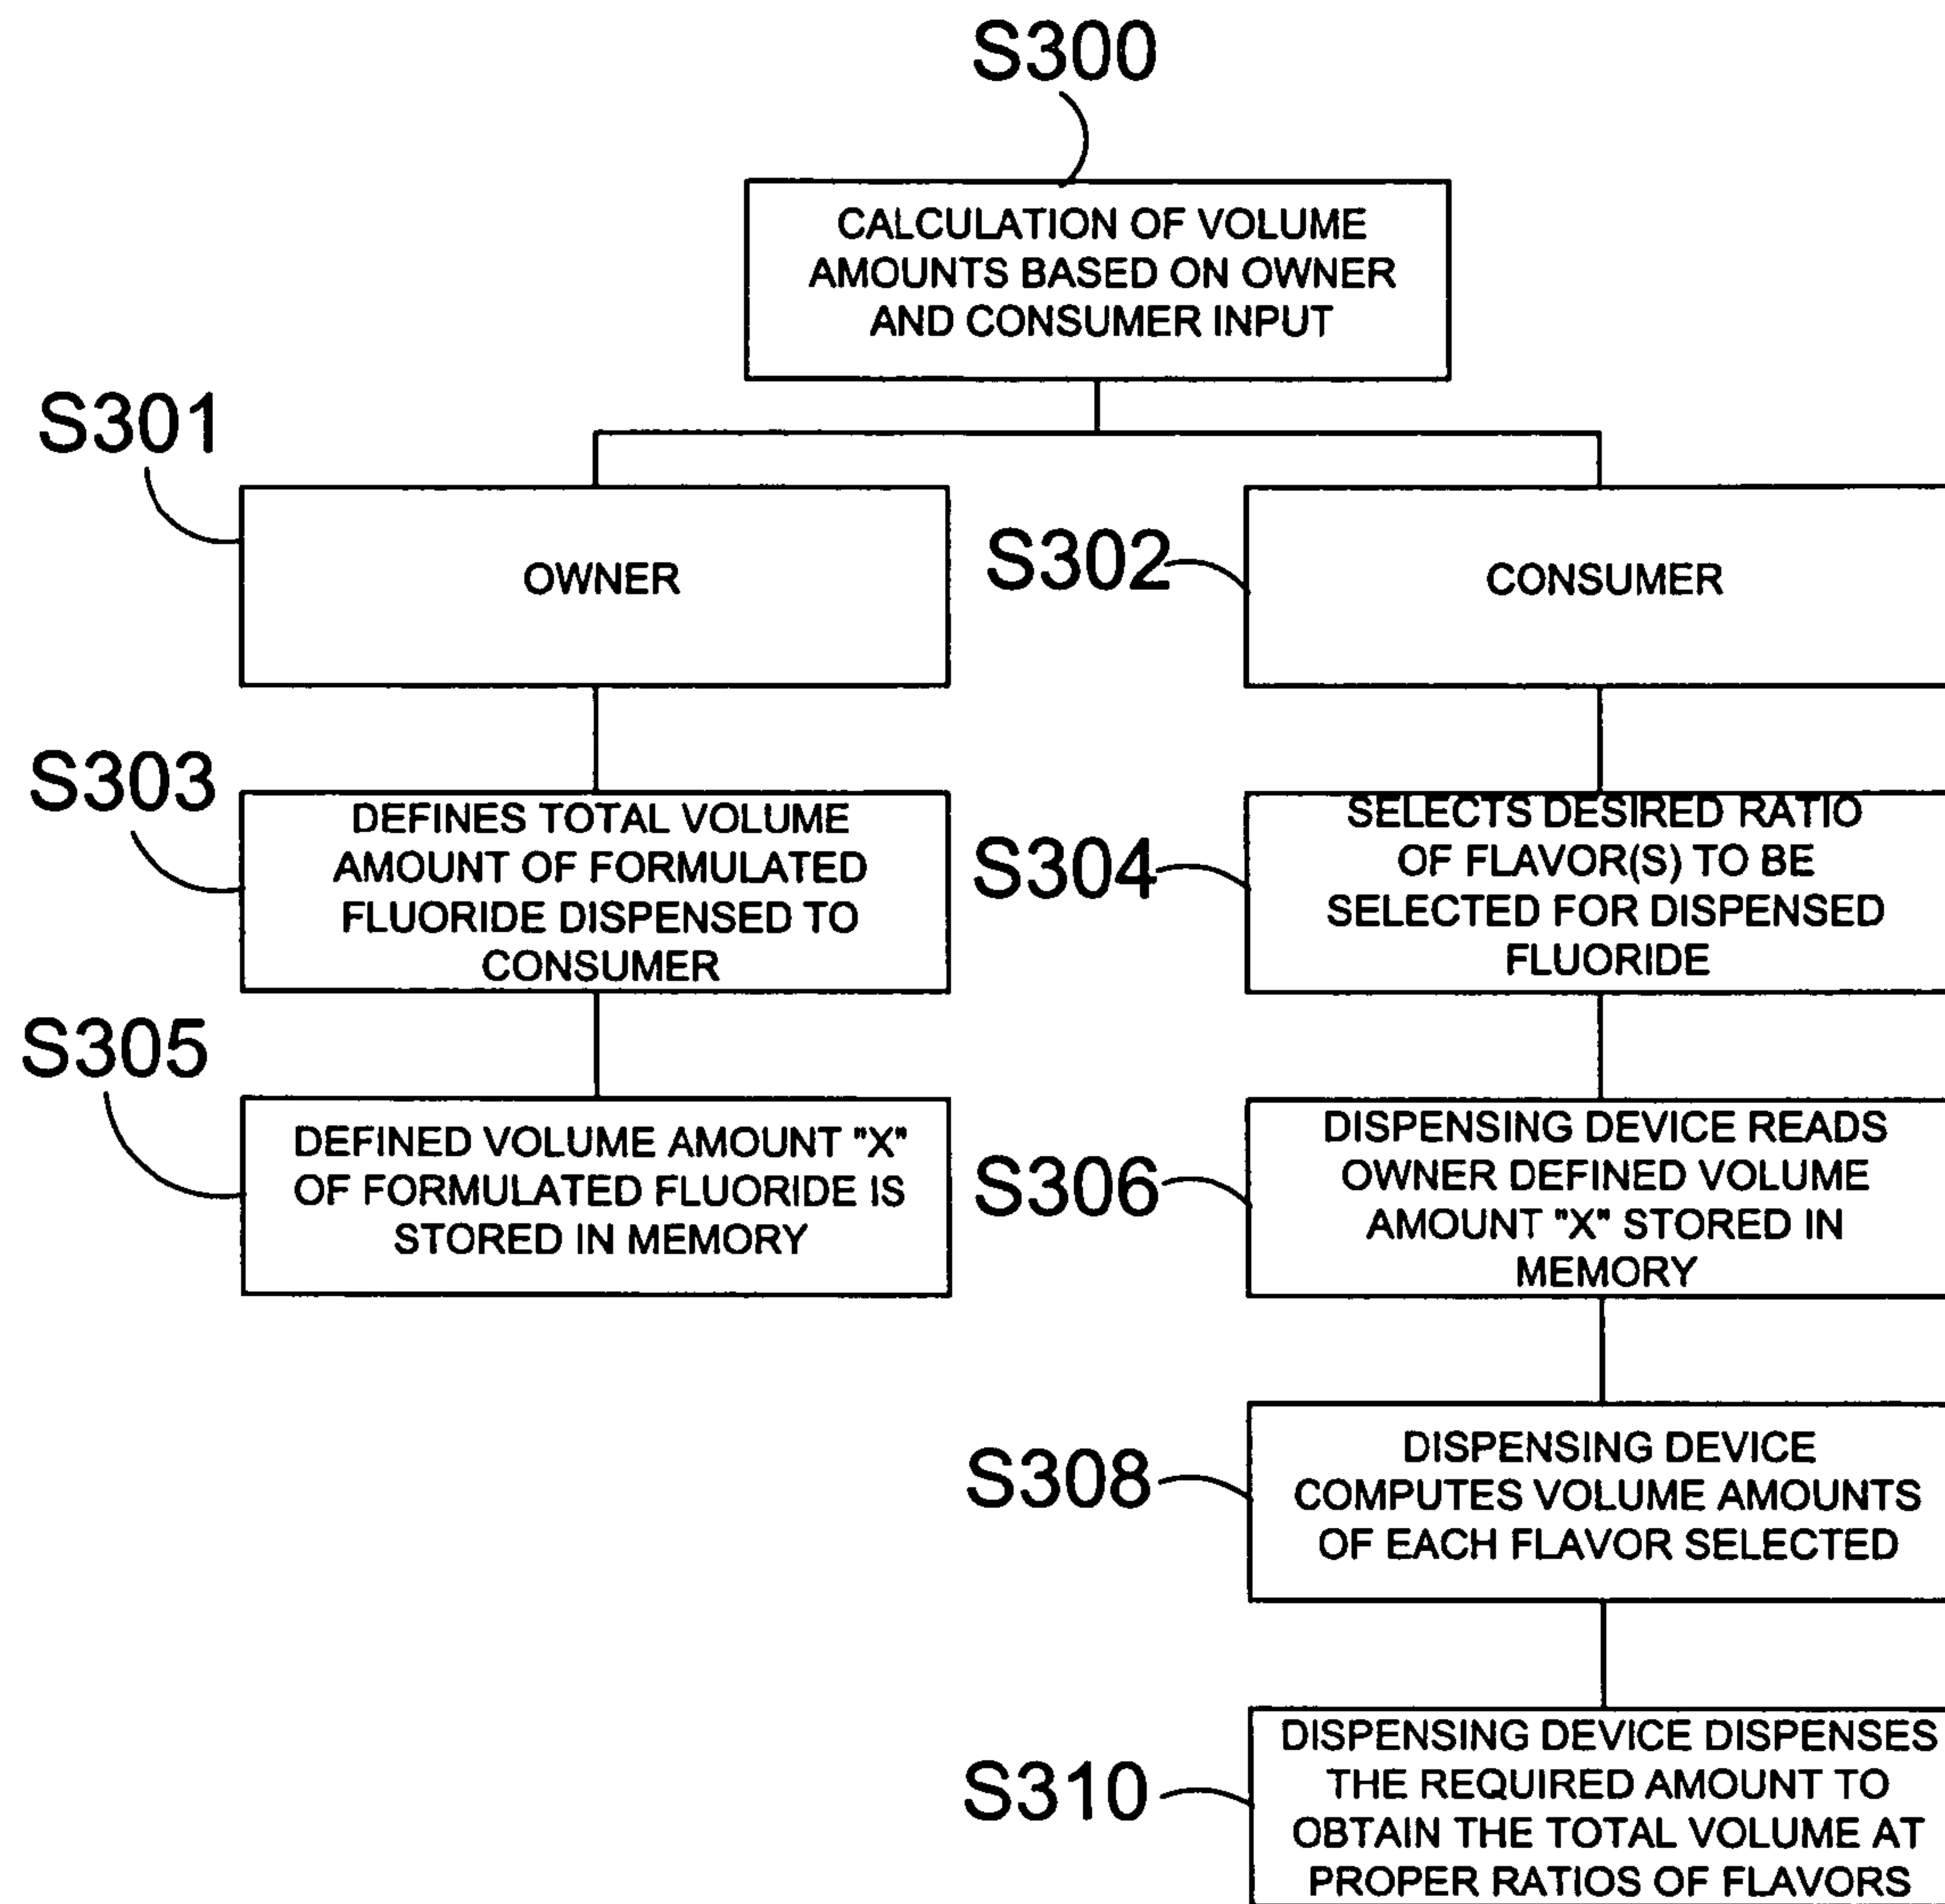 S300
CALCULATION OF VOLUME
AMOUNTS BASED ON OWNER
AND CONSUMER INPUT
S301
OWNER
S302
CONSUMER
S303
DEFINES TOTAL VOLUME
AMOUNT OF FORMULATED
FLUORIDE DISPENSED TO
CONSUMER
S304
SELECTS DESIRED RATIO
OF FLAVOR(S) TO BE
SELECTED FOR DISPENSED
FLUORIDE
S305
DEFINED VOLUME AMOUNT "X"
OF FORMULATED FLUORIDE IS
STORED IN MEMORY
S306
DISPENSING DEVICE READS
OWNER DEFINED VOLUME
AMOUNT "X" STORED IN
MEMORY
S308
DISPENSING DEVICE
COMPUTES VOLUME AMOUNTS
OF EACH FLAVOR SELECTED
S310
DISPENSING DEVICE DISPENSES
THE REQUIRED AMOUNT TO
OBTAIN THE TOTAL VOLUME AT
PROPER RATIOS OF FLAVORS